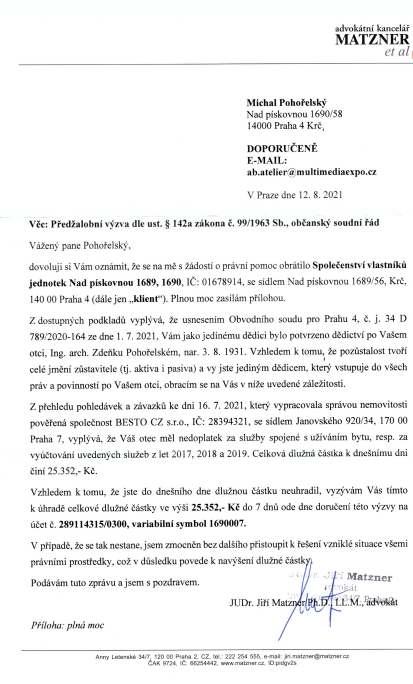 advokátní kancelář
MATZNER
et al
Michal Pohořelský
Nad pískovnou 1690/58
14000 Praha 4 Krč,
DOPORUČENĚ
E-MAIL:
ab.atelier@multimediaexpo.cz
V Praze dne 12. 8. 2021
Věc: Předžalobní výzva dle ust. § 142a zákona č. 99/1963 Sb., občanský soudní řád
Vážený pane Pohořelský,
dovoluji si Vám oznámit, že se na mě s žádostí o právní pomoc obrátilo Společenství vlastníků
jednotek Nad pískovnou 1689, 1690, IČ: 01678914, se sídlem Nad pískovnou 1689/56, Krč,
140 00 Praha 4 (dále jen „klient“). Plnou moc zasílám přílohou.
Z dostupných podkladů vyplývá, že usnesením Obvodního soudu pro Prahu 4, č. j. 34 D
789/2020-164 ze dne 1. 7. 2021, Vám jako jedinému dědici bylo potvrzeno dědictví po Vašem
otci, Ing. arch. Zdeňku Pohořelském, nar. 3. 8. 1931. Vzhledem k tomu, že pozůstalost tvoří
celé jmění zůstavitele (tj. aktiva i pasiva) a vy jste jediným dědicem, který vstupuje do všech
práv a povinností po Vašem otci, obracím se na Vás v níže uvedené záležitosti.
Z přehledu pohledávek a závazků ke dni 16. 7. 2021, který vypracovala správou nemovitosti
pověřená společnost BESTO CZ s.r.o., IČ: 28394321, se sídlem Janovského 920/34, 170 00
Praha 7, vyplývá, že Váš otec měl nedoplatek za služby spojené s užíváním bytu, resp. za
vyúčtování uvedených služeb z let 2017, 2018 a 2019. Celková dlužná částka k dnešnímu dni
činí 25.352,- Kč.
Vzhledem k tomu, že jste do dnešního dne dlužnou částku neuhradil, vyzývám Vás tímto
k úhradě celkové dlužné částky ve výši 25.352,- Kč do 7 dnů ode dne doručení této výzvy na
účet č. 289114315/0300, variabilní symbol 1690007.
V případě, že se tak nestane, jsem zmocněn bez dalšího přistoupit k řešení vzniklé situace všemi
právními prostředky, což v důsledku povede k navýšení dlužné částky.
Podávám tuto zprávu a jsem s pozdravem.
JUDr. Jiří Matzner
advokát
JUDr. Jiří Matzner Ph.D., LL.M., advokát
Příloha: plná moc
Anny Letenské 34/7, 120 00 Praha 2, CZ, tel.: 222 254 555, e-mail: jiri.matzner@matzner.cz
ČAK 9724, IČ: 66254442, www.matzner.cz, ID:pidgv2s